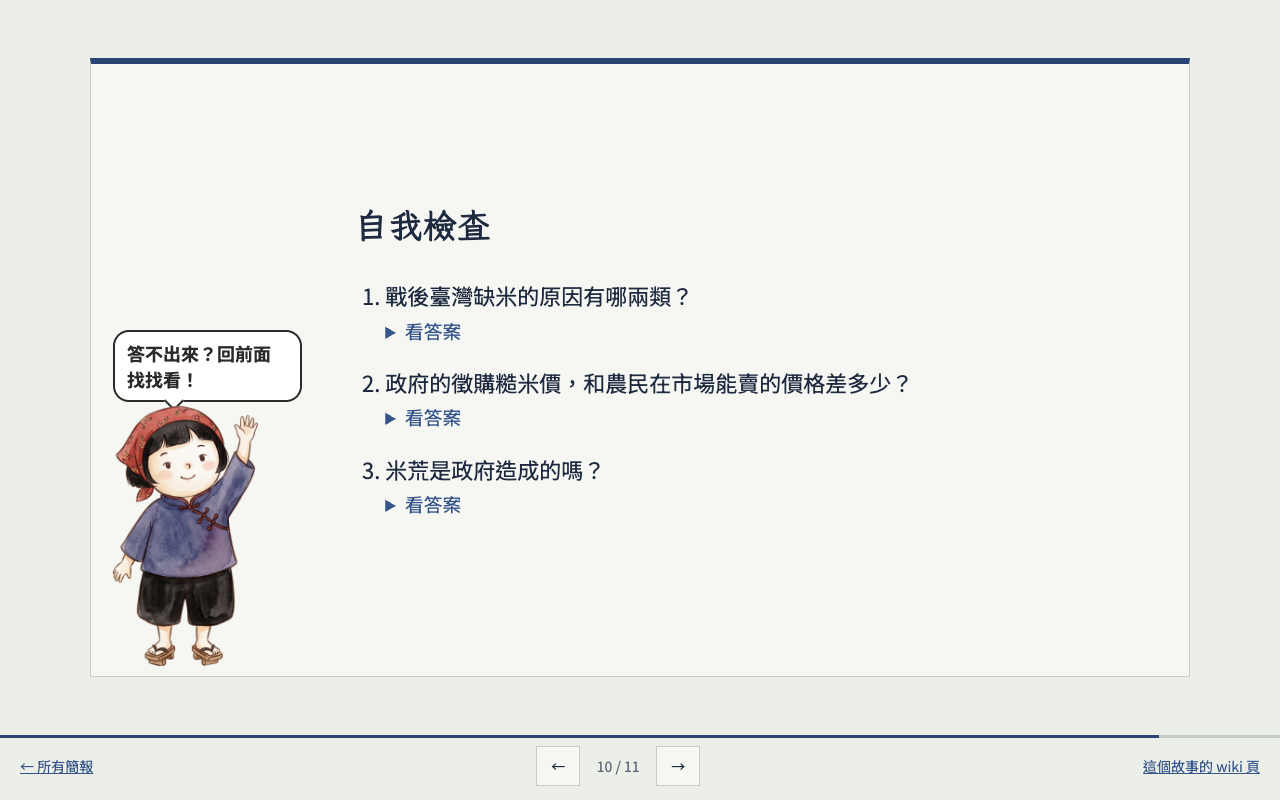 自我檢查
1. 戰後臺灣缺米的原因有哪兩類？
▶ 看答案
2. 政府的徵購糙米價，和農民在市場能賣的價格差多少？
▶ 看答案
3. 米荒是政府造成的嗎？
▶ 看答案
答不出來？回前面
找找看！
← 所有簡報
←
10 / 11
→
這個故事的 wiki 頁